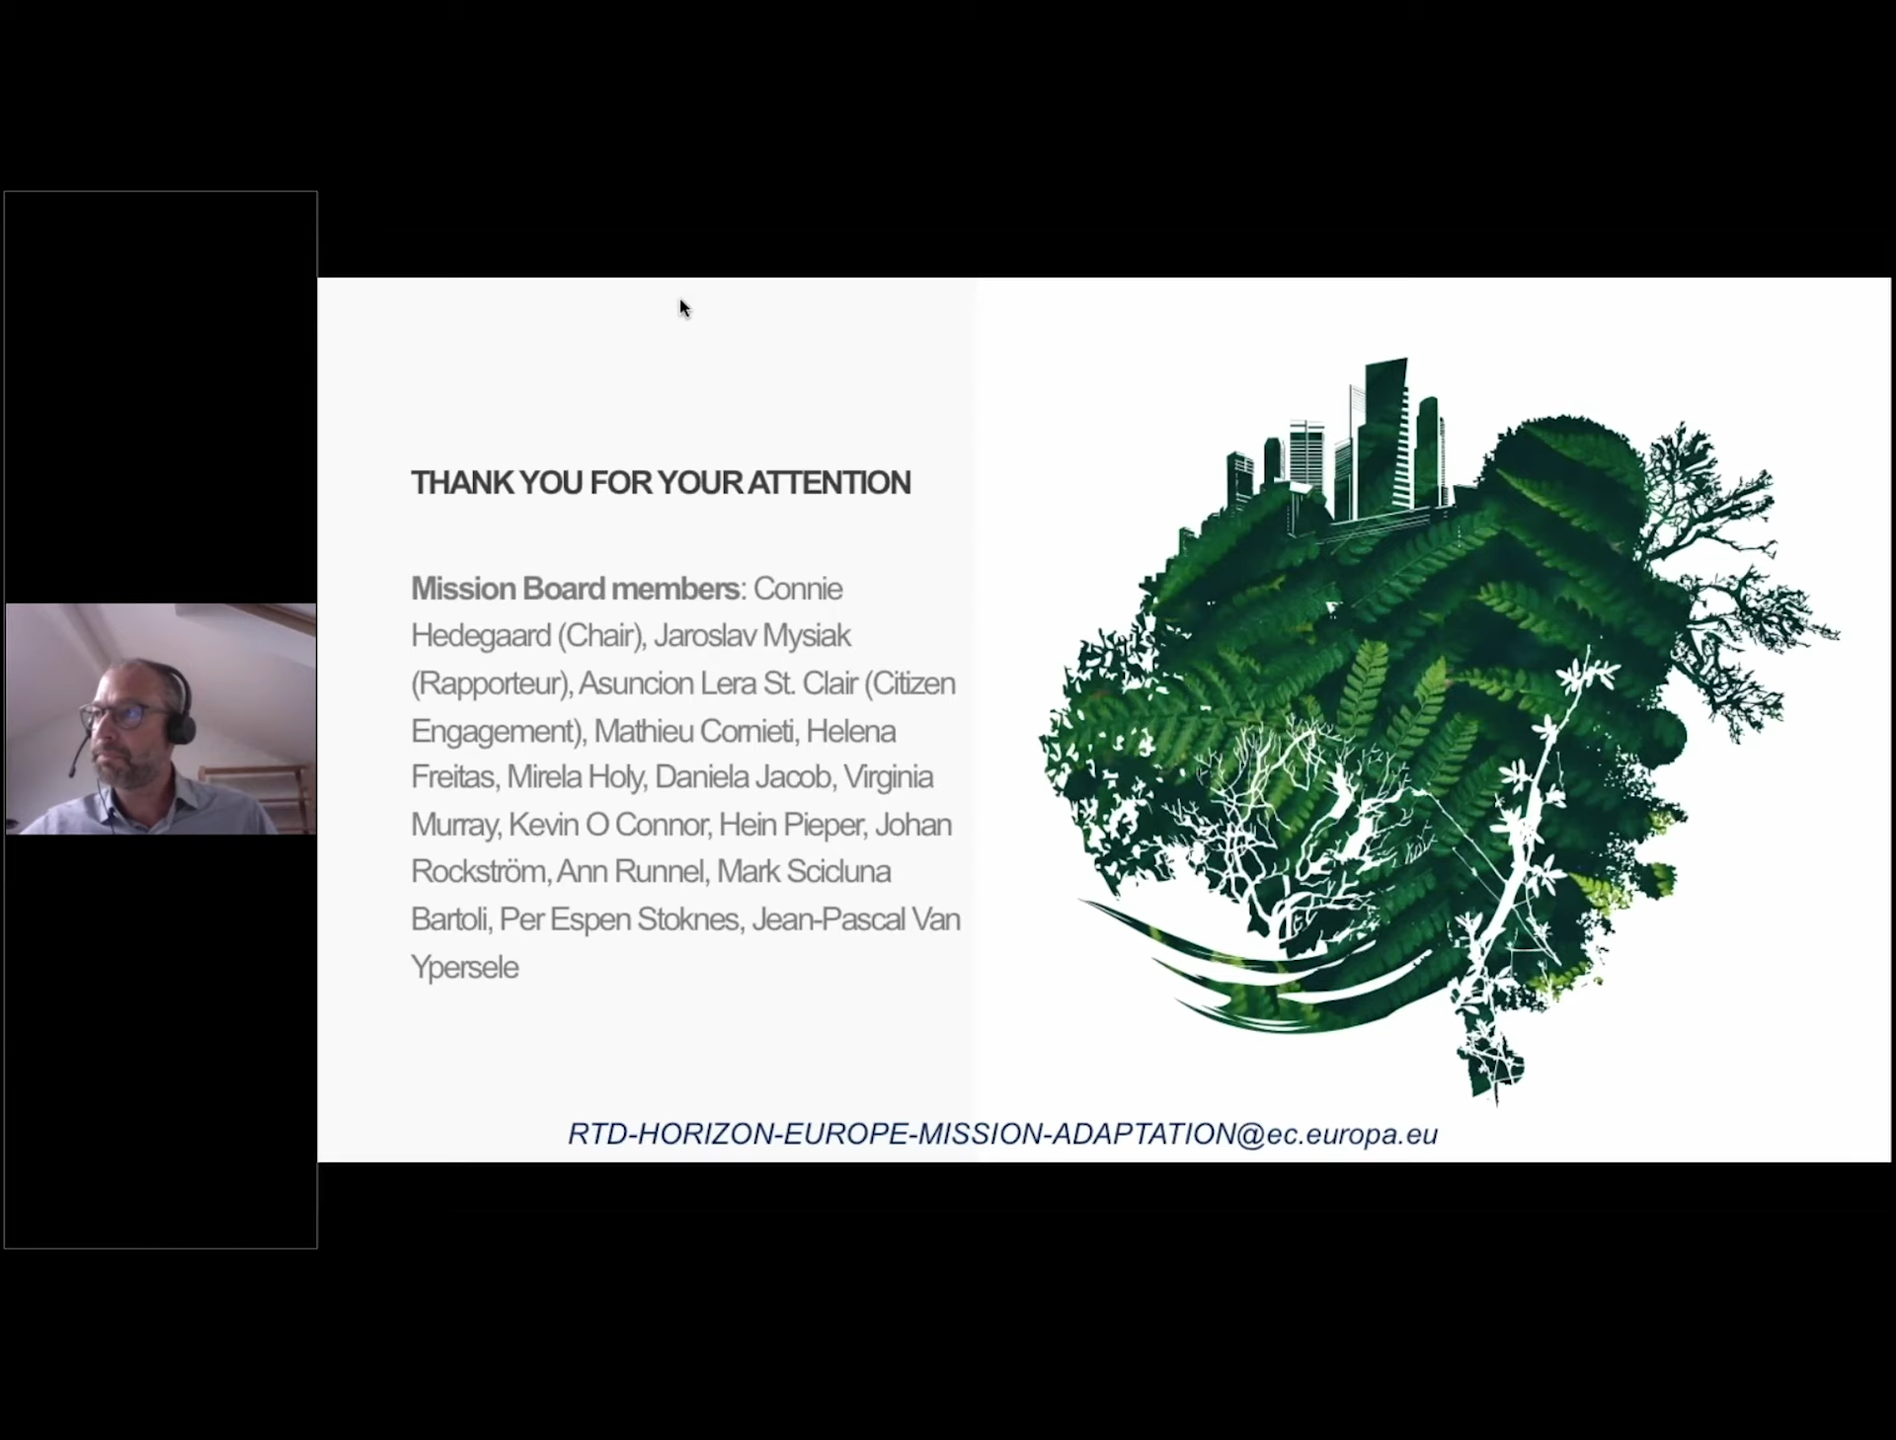 THANK YOU FOR YOUR ATTENTION
Mission Board members: Connie
Hedegaard (Chair), Jaroslav Mysiak
(Rapporteur), Asuncion Lera St. Clair (Citizen
Engagement), Mathieu Cornieti, Helena
Freitas, Mirela Holy, Daniela Jacob, Virginia
Murray, Kevin O Connor, Hein Pieper, Johan
Rockström, Ann Runnel, Mark Scicluna
Bartoli, Per Espen Stoknes, Jean-Pascal Van
Ypersele
RTD-HORIZON-EUROPE-MISSION-ADAPTATION@ec.europa.eu